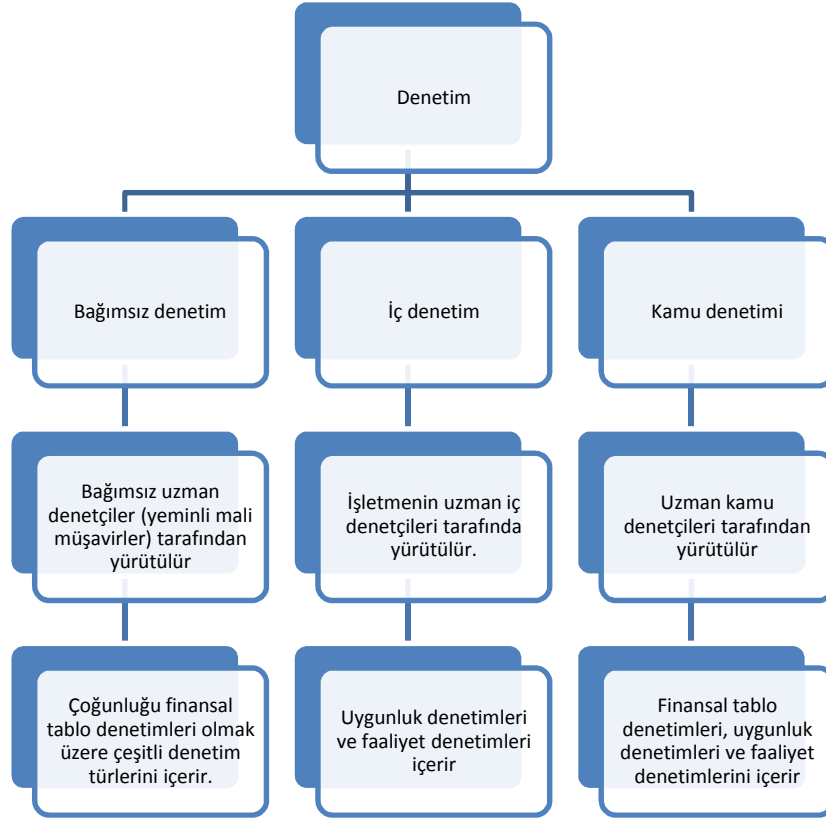 Denetim
Bağımsız denetim
İç denetim
Kamu denetimi
Bağımsız uzman
denetçiler (yeminli mali
müşavirler) tarafından
yürütülür
İşletmenin uzman iç
denetçileri tarafında
yürütülür.
Uzman kamu
denetçileri tarafından
yürütülür
Çoğunluğu finansal
tablo denetimleri olmak
üzere çeşitli denetim
türlerini içerir.
Uygunluk denetimleri
ve faaliyet denetimleri
içerir
Finansal tablo
denetimleri, uygunluk
denetimleri ve faaliyet
denetimlerini içerir